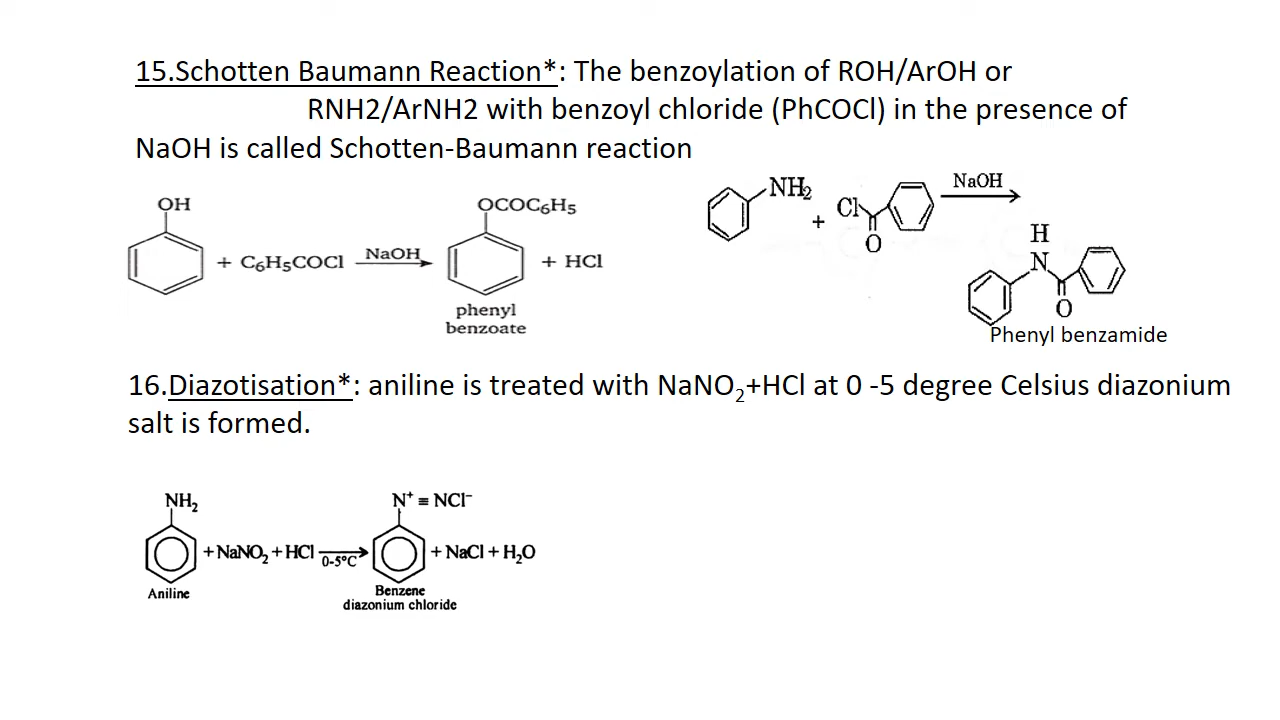 15.Schotten Baumann Reaction*: The benzoylation of ROH/ArOH or
RNH2/ArNH2 with benzoyl chloride (PhCOCl) in the presence of
NaOH is called Schotten-Baumann reaction
OH
+ C6H5COCl NaOH
OCOC6H5
+ HCl
phenyl
benzoate
NH2
+
Cl
O
NaOH
H
N
O
Phenyl benzamide
16.Diazotisation*: aniline is treated with NaNO₂+HCl at 0 -5 degree Celsius diazonium
salt is formed.
NH₂
+ NaNO₂ + HCl
0-5°C
N⁺ ≡ NCl⁻
+ NaCl + H₂O
Aniline
Benzene
diazonium chloride